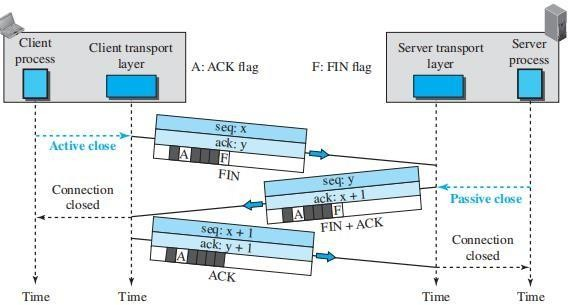 Client
process
Client transport
layer
A: ACK flag
F: FIN flag
Server transport
layer
Server
process
Active close
seq: x
ack: y
A
F
FIN
seq: y
ack: x + 1
A
F
FIN + ACK
Passive close
Connection
closed
seq: x + 1
ack: y + 1
A
ACK
Connection
closed
Time
Time
Time
Time